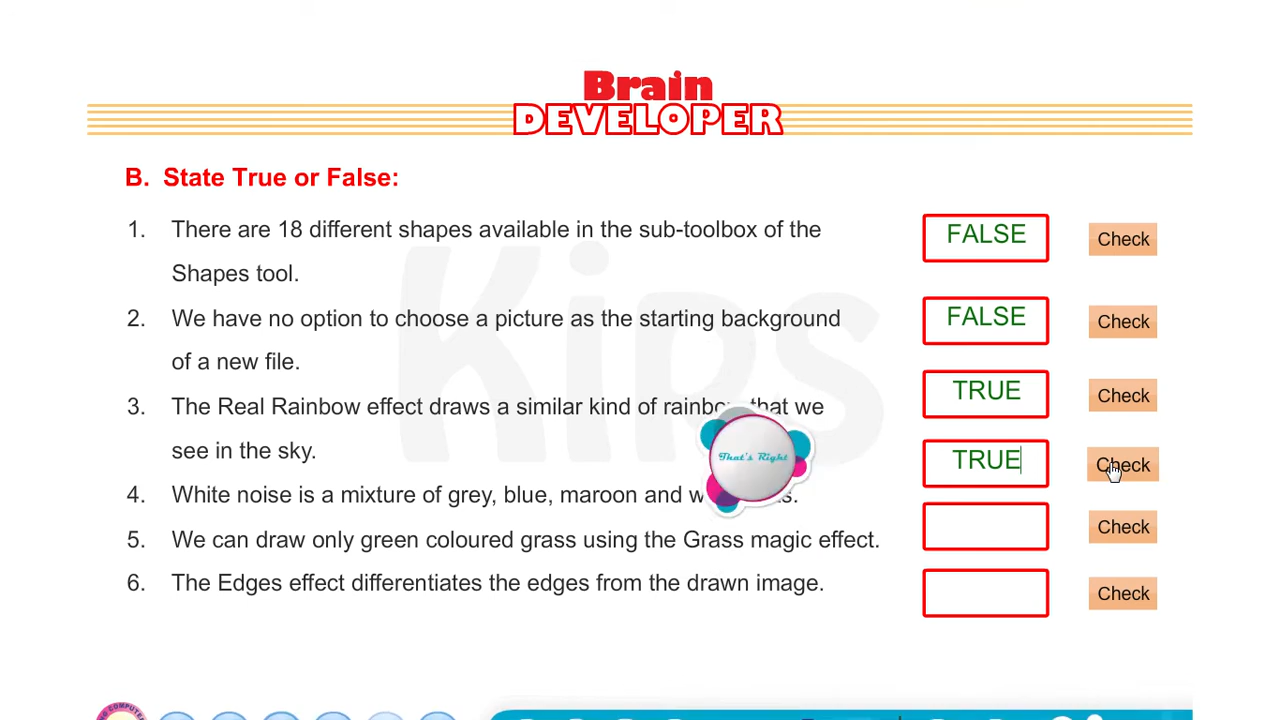 Brain
DEVELOPER
B. State True or False:
1. There are 18 different shapes available in the sub-toolbox of the
Shapes tool.
FALSE
Check
2. We have no option to choose a picture as the starting background
of a new file.
FALSE
Check
3. The Real Rainbow effect draws a similar kind of rainbow that we
see in the sky.
TRUE
Check
That's Right
4. White noise is a mixture of grey, blue, maroon and
TRUE
Check
5. We can draw only green coloured grass using the Grass magic effect.
Check
6. The Edges effect differentiates the edges from the drawn image.
Check
Kips